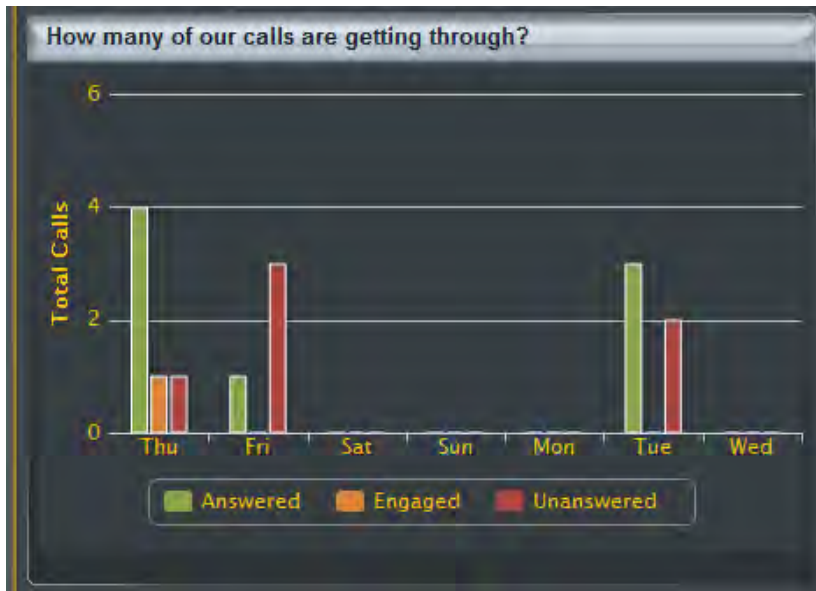 How many of our calls are getting through?
6
4
2
0
Total Calls
Thu Fri Sat Sun Mon Tue Wed
Answered Engaged Unanswered